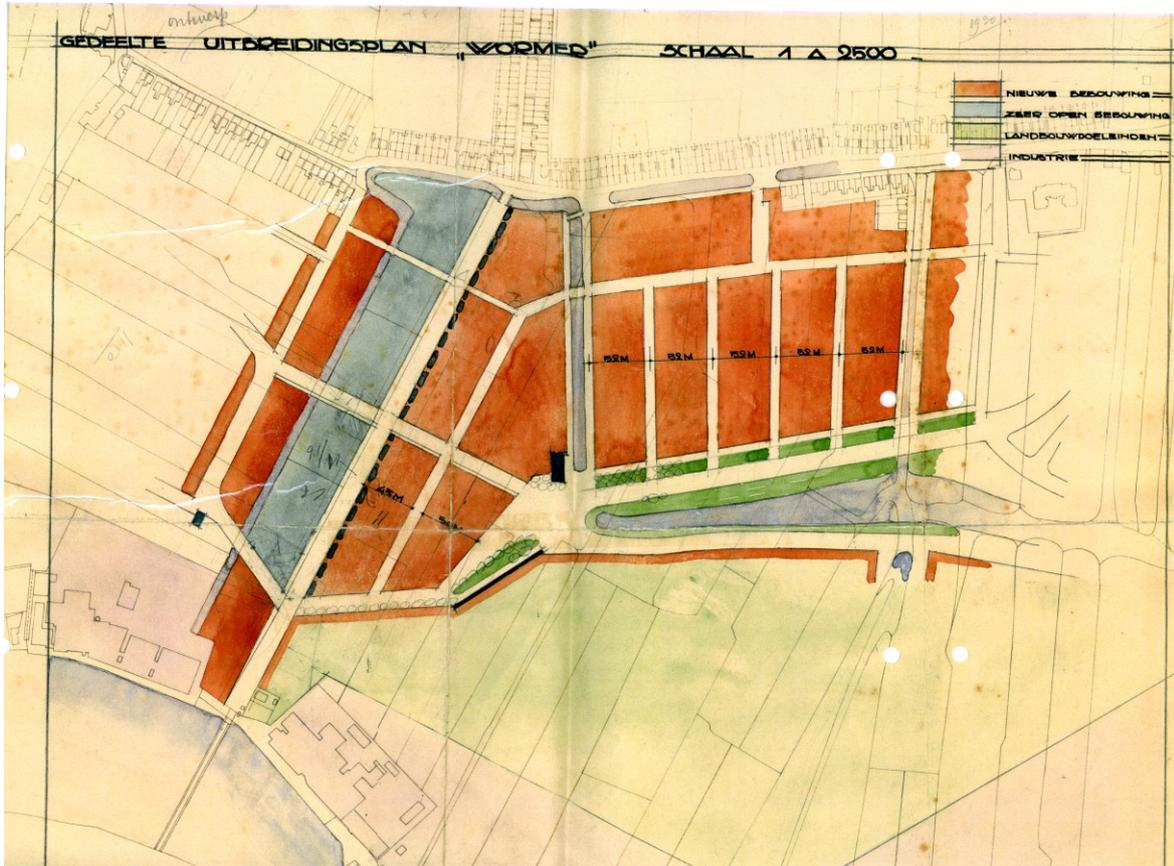 ontwerp
GEDEELTE UITBREIDINGSPLAN „WORMER" SCHAAL 1 A 2500
NIEUWE BEBOUWING
ZEER OPEN BEBOUWING
LANDBOUWDOELEINDEN
INDUSTRIE
52 M 52 M 52 M 52 M 52 M
45 M